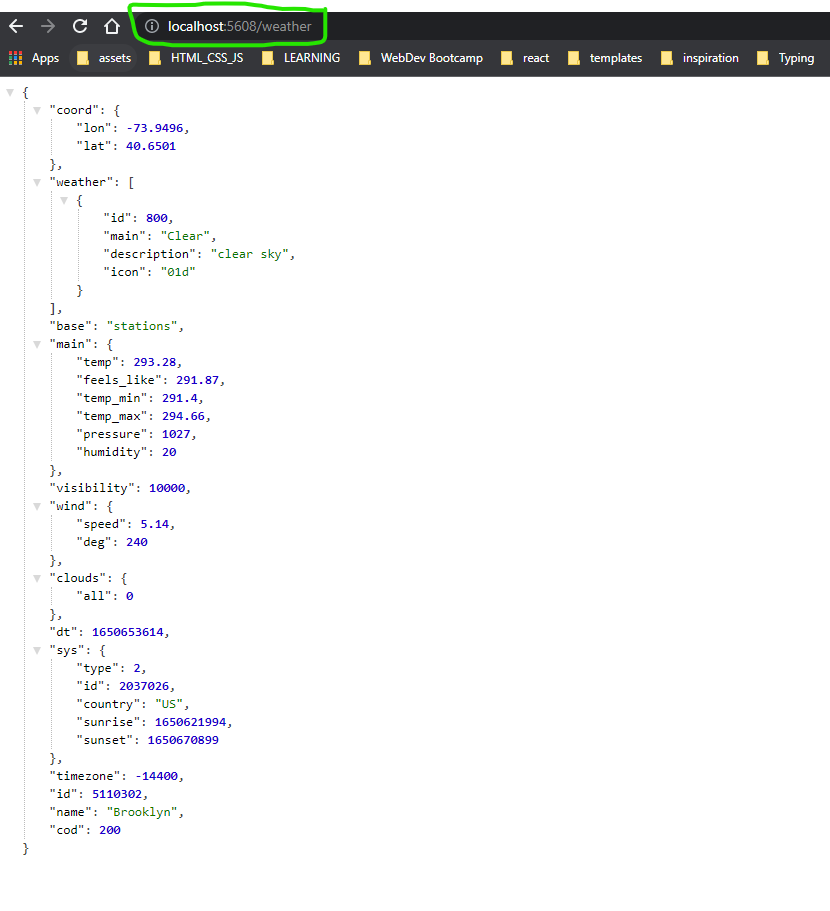 localhost:5608/weather
Apps assets HTML_CSS_JS LEARNING WebDev Bootcamp react templates inspiration Typing
{
"coord": {
"lon": -73.9496,
"lat": 40.6501
},
"weather": [
{
"id": 800,
"main": "Clear",
"description": "clear sky",
"icon": "01d"
}
],
"base": "stations",
"main": {
"temp": 293.28,
"feels_like": 291.87,
"temp_min": 291.4,
"temp_max": 294.66,
"pressure": 1027,
"humidity": 20
},
"visibility": 10000,
"wind": {
"speed": 5.14,
"deg": 240
},
"clouds": {
"all": 0
},
"dt": 1650653614,
"sys": {
"type": 2,
"id": 2037026,
"country": "US",
"sunrise": 1650621994,
"sunset": 1650670899
},
"timezone": -14400,
"id": 5110302,
"name": "Brooklyn",
"cod": 200
}